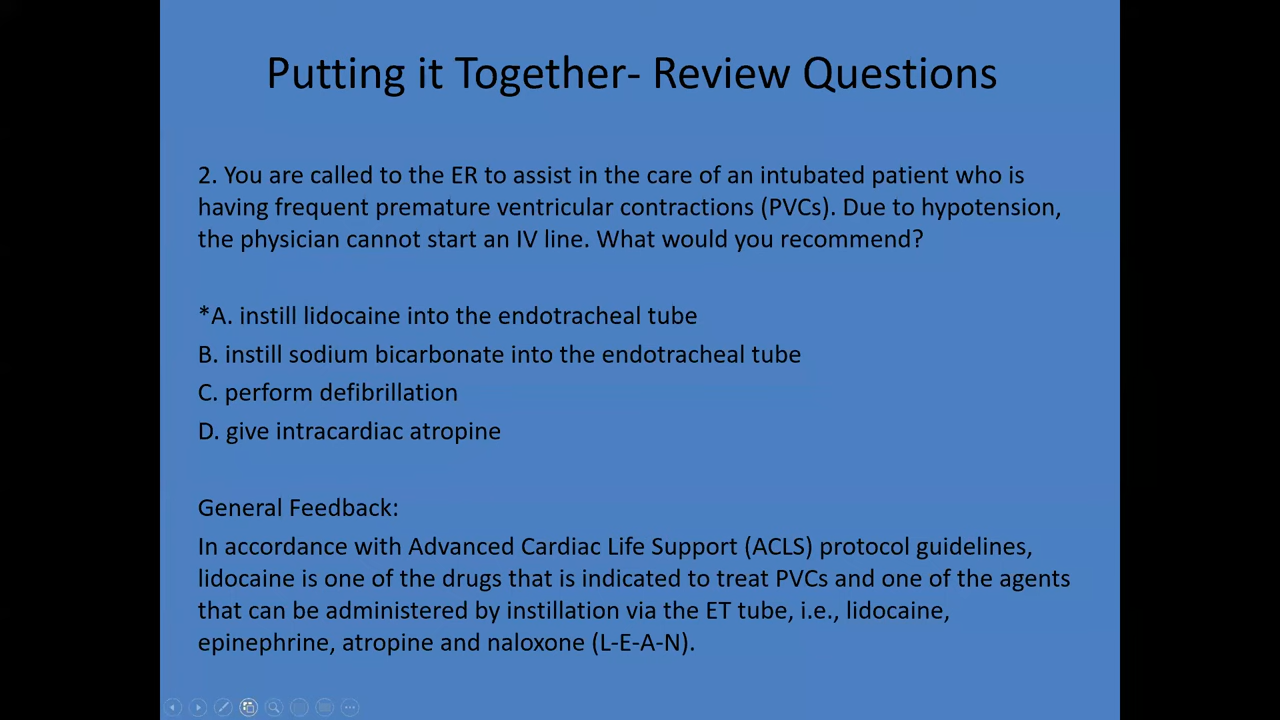 Putting it Together- Review Questions
2. You are called to the ER to assist in the care of an intubated patient who is
having frequent premature ventricular contractions (PVCs). Due to hypotension,
the physician cannot start an IV line. What would you recommend?
*A. instill lidocaine into the endotracheal tube
B. instill sodium bicarbonate into the endotracheal tube
C. perform defibrillation
D. give intracardiac atropine
General Feedback:
In accordance with Advanced Cardiac Life Support (ACLS) protocol guidelines,
lidocaine is one of the drugs that is indicated to treat PVCs and one of the agents
that can be administered by instillation via the ET tube, i.e., lidocaine,
epinephrine, atropine and naloxone (L-E-A-N).